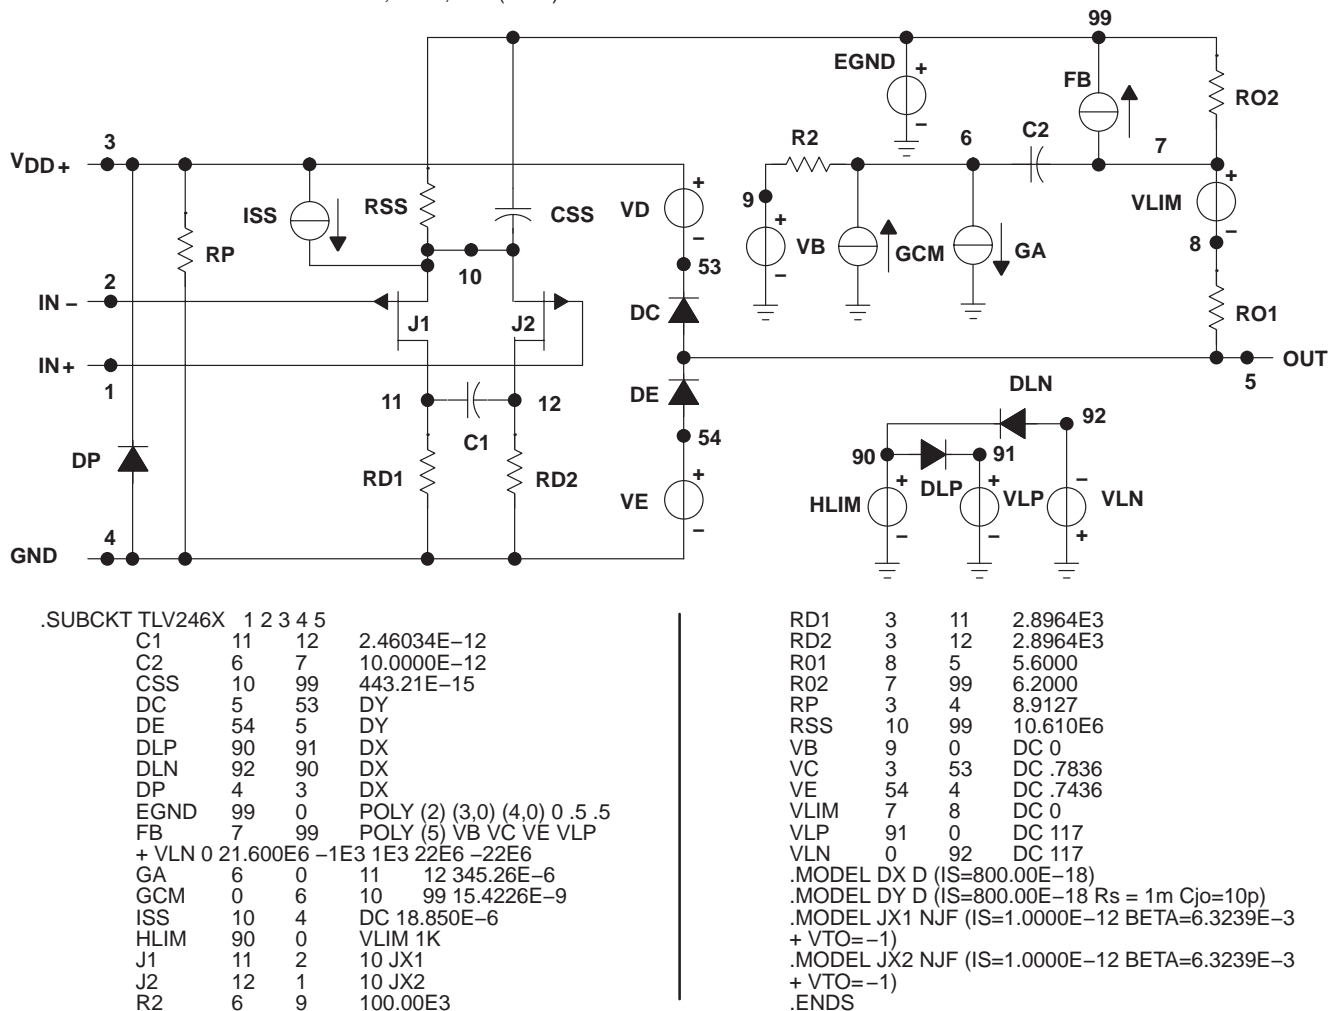 99
EGND
+
FB
RO2
–
3
R2
6
C2
7
VDD +
+
+
ISS
RSS
VD
CSS
9
VLIM
RP
+
VB
GCM
GA
8
–
–
–
10
53
2
IN –
J1
J2
DC
RO1
IN+
OUT
1
5
DE
DLN
11
12
92
C1
54
90
91
DP
RD1
RD2
+
+
DLP
+
–
VE
HLIM
VLP
VLN
–
–
–
+
4
GND
.SUBCKT TLV246X 1 2 3 4 5
C1 11 12 2.46034E–12
C2 6 7 10.0000E–12
CSS 10 99 443.21E–15
DC 5 53 DY
DE 54 5 DY
DLP 90 91 DX
DLN 92 90 DX
DP 4 3 DX
EGND 99 0 POLY (2) (3,0) (4,0) 0 .5 .5
FB 7 99 POLY (5) VB VC VE VLP
+ VLN 0 21.600E6 –1E3 1E3 22E6 –22E6
GA 6 0 11 12 345.26E–6
GCM 0 6 10 99 15.4226E–9
ISS 10 4 DC 18.850E–6
HLIM 90 0 VLIM 1K
J1 11 2 10 JX1
J2 12 1 10 JX2
R2 6 9 100.00E3
RD1 3 11 2.8964E3
RD2 3 12 2.8964E3
R01 8 5 5.6000
R02 7 99 6.2000
RP 3 4 8.9127
RSS 10 99 10.610E6
VB 9 0 DC 0
VC 3 53 DC .7836
VE 54 4 DC .7436
VLIM 7 8 DC 0
VLP 91 0 DC 117
VLN 0 92 DC 117
.MODEL DX D (IS=800.00E–18)
.MODEL DY D (IS=800.00E–18 Rs = 1m Cjo=10p)
.MODEL JX1 NJF (IS=1.0000E–12 BETA=6.3239E–3
+ VTO=–1)
.MODEL JX2 NJF (IS=1.0000E–12 BETA=6.3239E–3
+ VTO=–1)
.ENDS